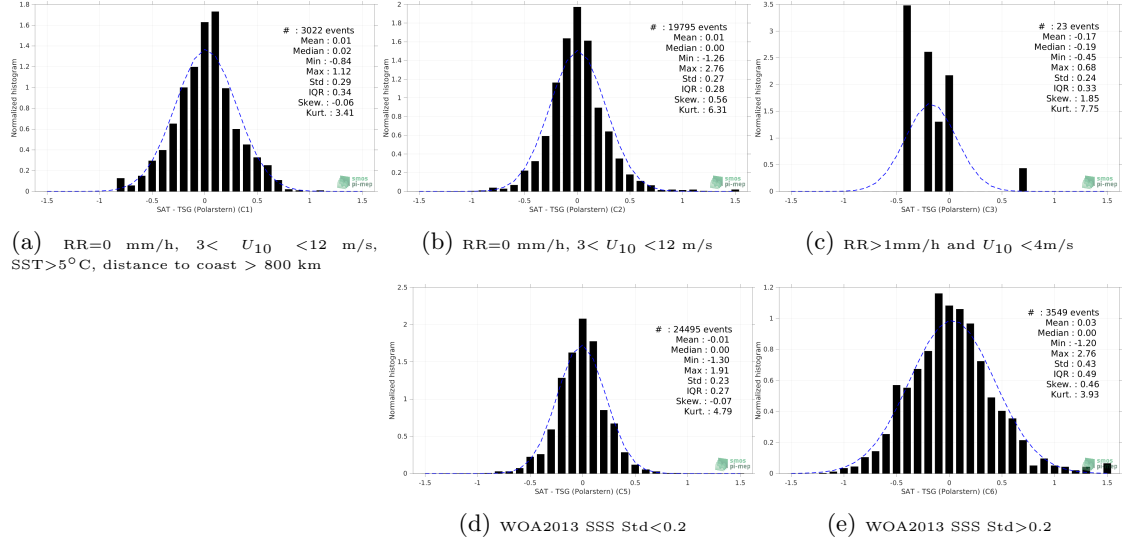 1.8
1.6
1.4
1.2
1
0.8
0.6
0.4
0.2
0
Normalized histogram
# : 3022 events
Mean : 0.01
Median : 0.02
Min : -0.84
Max : 1.12
Std : 0.29
IQR : 0.34
Skew. : -0.06
Kurt. : 3.41
smos
pi-mep
-1.5 -1 -0.5 0 0.5 1 1.5
SAT - TSG (Polarstern) (C1)
(a) RR=0 mm/h, 3< U10 <12 m/s,
SST>5°C, distance to coast > 800 km
2
1.8
1.6
1.4
1.2
1
0.8
0.6
0.4
0.2
0
Normalized histogram
# : 19795 events
Mean : 0.01
Median : 0.00
Min : -1.26
Max : 2.76
Std : 0.27
IQR : 0.28
Skew. : 0.56
Kurt. : 6.31
smos
pi-mep
-1.5 -1 -0.5 0 0.5 1 1.5
SAT - TSG (Polarstern) (C2)
(b) RR=0 mm/h, 3< U10 <12 m/s
3.5
3
2.5
2
1.5
1
0.5
0
Normalized histogram
# : 23 events
Mean : -0.17
Median : -0.19
Min : -0.45
Max : 0.68
Std : 0.24
IQR : 0.33
Skew. : 1.85
Kurt. : 7.75
smos
pi-mep
-1.5 -1 -0.5 0 0.5 1 1.5
SAT - TSG (Polarstern) (C3)
(c) RR>1mm/h and U10 <4m/s
2.5
2
1.5
1
0.5
0
Normalized histogram
# : 24495 events
Mean : -0.01
Median : 0.00
Min : -1.30
Max : 1.91
Std : 0.23
IQR : 0.27
Skew. : -0.07
Kurt. : 4.79
smos
pi-mep
-1.5 -1 -0.5 0 0.5 1 1.5
SAT - TSG (Polarstern) (C5)
(d) WOA2013 SSS Std<0.2
1.2
1
0.8
0.6
0.4
0.2
0
Normalized histogram
# : 3549 events
Mean : 0.03
Median : 0.00
Min : -1.20
Max : 2.76
Std : 0.43
IQR : 0.49
Skew. : 0.46
Kurt. : 3.93
smos
pi-mep
-1.5 -1 -0.5 0 0.5 1 1.5
SAT - TSG (Polarstern) (C6)
(e) WOA2013 SSS Std>0.2